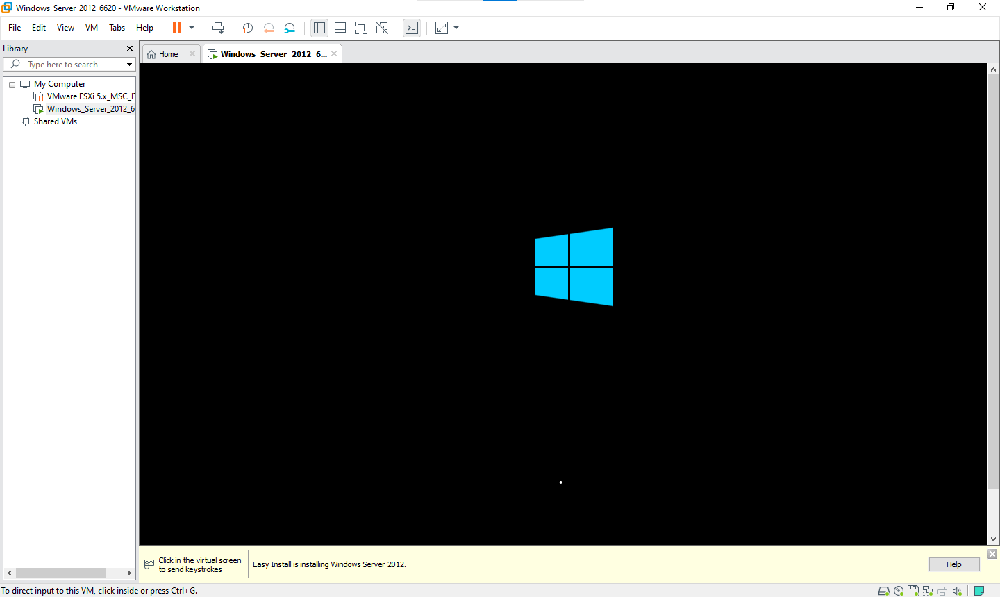 Windows_Server_2012_6620 - VMware Workstation
File Edit View VM Tabs Help
Library
Home
Windows_Server_2012_6...
Type here to search
My Computer
VMware ESXi 5.x_MSC_I
Windows_Server_2012_6
Shared VMs
Click in the virtual screen
to send keystrokes
Easy Install is installing Windows Server 2012.
Help
To direct input to this VM, click inside or press Ctrl+G.